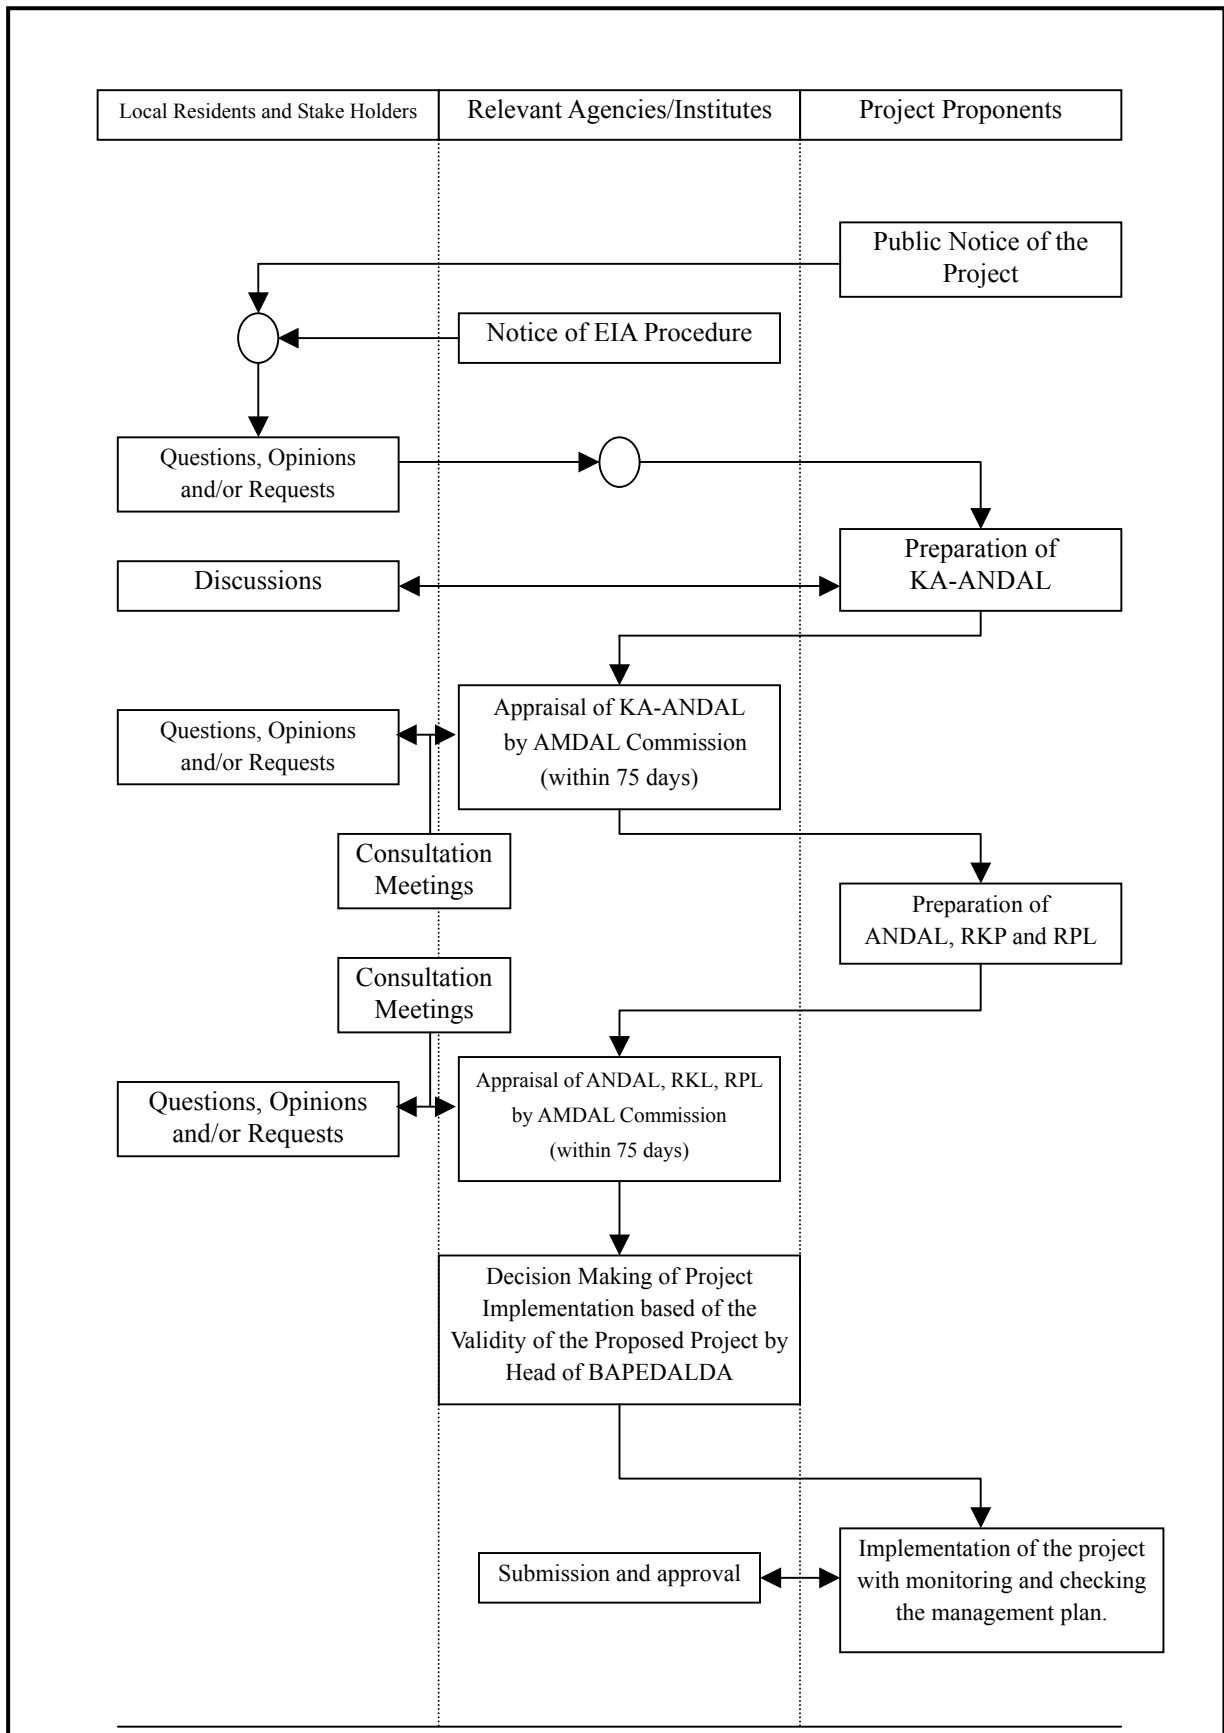 Local Residents and Stake Holders
Relevant Agencies/Institutes
Project Proponents
Public Notice of the
Project
Notice of EIA Procedure
Questions, Opinions
and/or Requests
Preparation of
KA-ANDAL
Discussions
Appraisal of KA-ANDAL
by AMDAL Commission
(within 75 days)
Questions, Opinions
and/or Requests
Consultation
Meetings
Preparation of
ANDAL, RKP and RPL
Consultation
Meetings
Appraisal of ANDAL, RKL, RPL
by AMDAL Commission
(within 75 days)
Questions, Opinions
and/or Requests
Decision Making of Project
Implementation based of the
Validity of the Proposed Project by
Head of BAPEDALDA
Submission and approval
Implementation of the project
with monitoring and checking
the management plan.